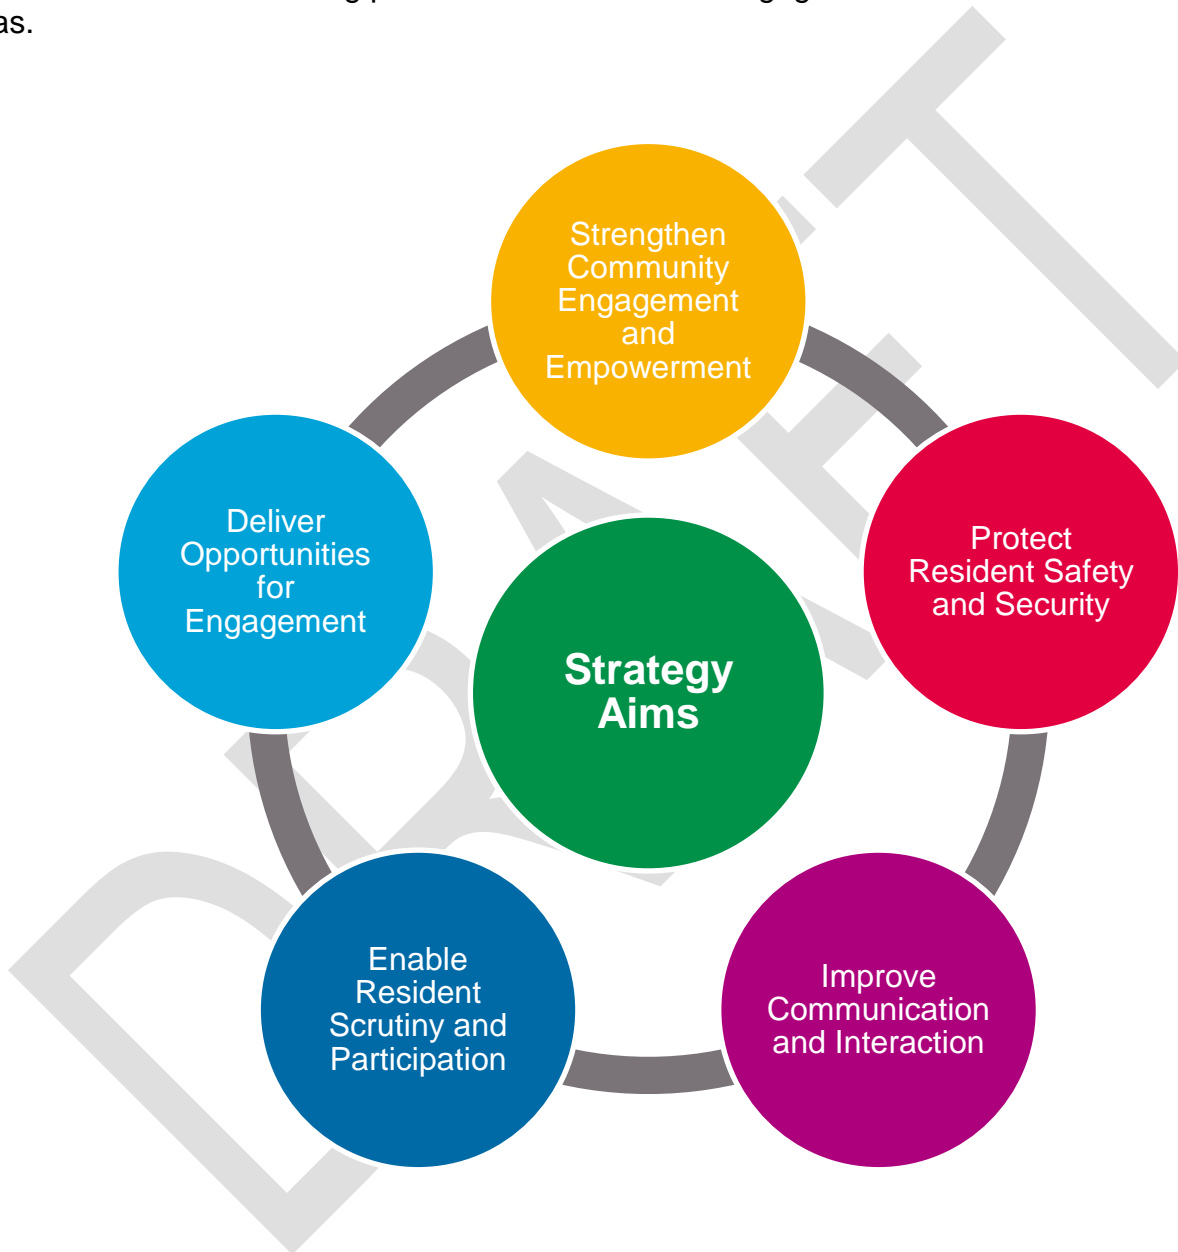 as.
Strengthen
Community
Engagement
and
Empowerment
Protect
Resident Safety
and Security
Improve
Communication
and Interaction
Enable
Resident
Scrutiny and
Participation
Deliver
Opportunities
for
Engagement
Strategy
Aims
DRAFT